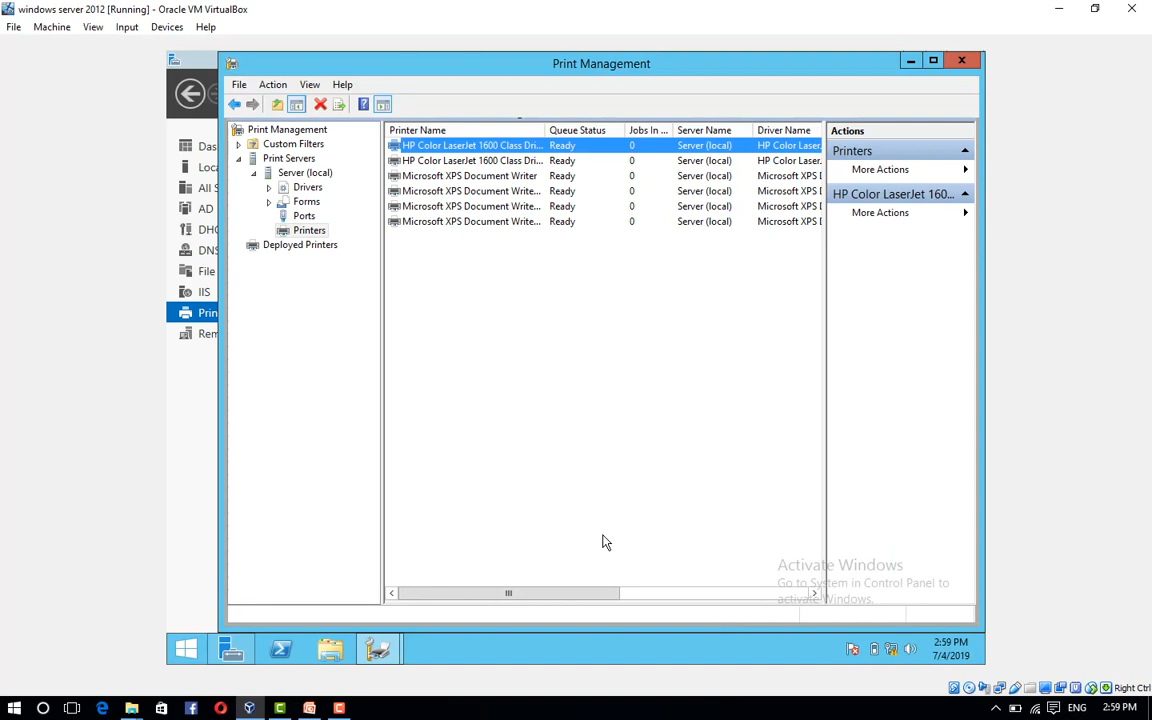 windows server 2012 [Running] - Oracle VM VirtualBox
File Machine View Input Devices Help
Print Management
File Action View Help
Print Management
Custom Filters
Print Servers
Server (local)
Drivers
Forms
Ports
Printers
Deployed Printers
Das
Loca
All S
AD
DHC
DNS
File
IIS
Prin
Rem
Printer Name Queue Status Jobs In ... Server Name Driver Name
HP Color LaserJet 1600 Class Dri... Ready 0 Server (local) HP Color Laser.
HP Color LaserJet 1600 Class Dri... Ready 0 Server (local) HP Color Laser.
Microsoft XPS Document Writer Ready 0 Server (local) Microsoft XPS D
Microsoft XPS Document Write... Ready 0 Server (local) Microsoft XPS D
Microsoft XPS Document Write... Ready 0 Server (local) Microsoft XPS D
Microsoft XPS Document Write... Ready 0 Server (local) Microsoft XPS D
Actions
Printers
More Actions
HP Color LaserJet 160...
More Actions
Activate Windows
Go to System in Control Panel to
activate Windows.
2:59 PM
7/4/2019
Right Ctrl
ENG 2:59 PM